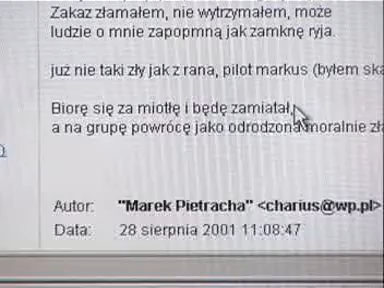 Zakaz złamałem, nie wytrzymałem, może
ludzie o mnie zapopmną jak zamknę ryja.
już nie taki zły jak z rana, pilot markus (byłem ska
Biorę się za miotłę i będę zamiatał,
a na grupę powrócę jako odrodzona moralnie zł
Autor: "Marek Pietracha" <charius@wp.pl>
Data: 28 sierpnia 2001 11:08:47